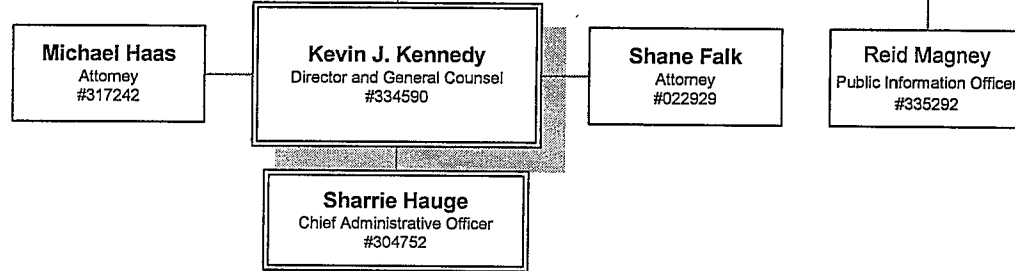 Michael Haas
Attorney
#317242
Kevin J. Kennedy
Director and General Counsel
#334590
Shane Falk
Attorney
#022929
Reid Magney
Public Information Officer
#335292
Sharrie Hauge
Chief Administrative Officer
#304752